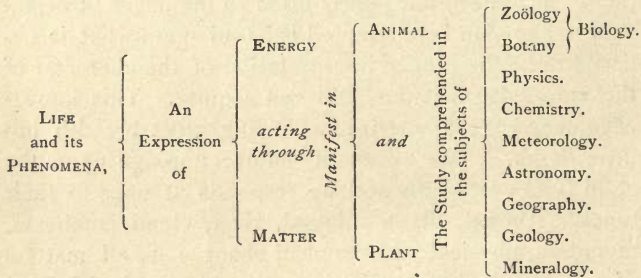 LIFE
and its
PHENOMENA,
An
Expression
of
ENERGY
acting
through
MATTER
Manifest in
ANIMAL
and
PLANT
The Study comprehended in
the subjects of
Zoölogy
Botany
Biology.
Physics.
Chemistry.
Meteorology.
Astronomy.
Geography.
Geology.
Mineralogy.